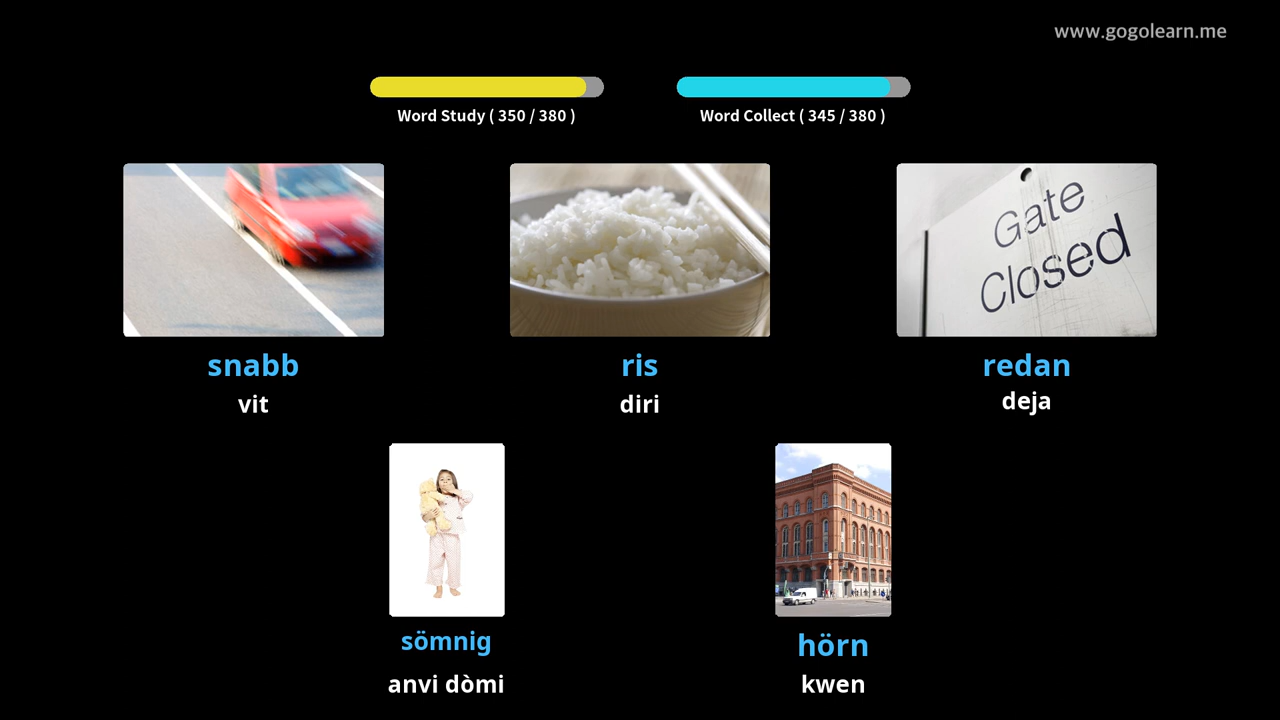 www.gogolearn.me
Word Study ( 350 / 380 )
Word Collect ( 345 / 380 )
Gate
Closed
snabb
vit
ris
diri
redan
deja
sömnig
anvi dòmi
hörn
kwen